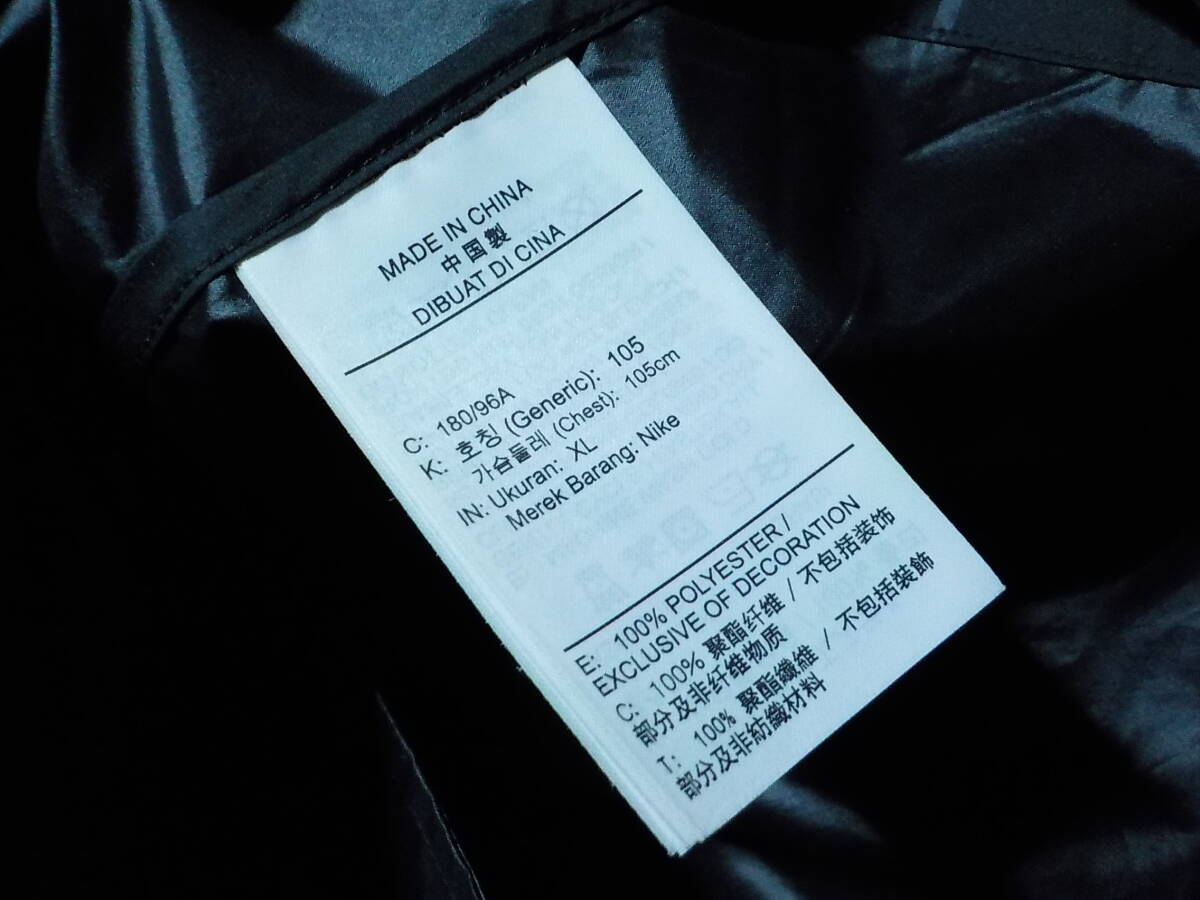 MADE IN CHINA
中国製
DIBUAT DI CINA
C: 180/96A
K: 호칭 (Generic): 105
가슴둘레 (Chest): 105cm
IN: Ukuran: XL
Merek Barang: Nike
E: 100% POLYESTER /
EXCLUSIVE OF DECORATION
C: 100% 聚酯纤维 / 不包括装饰
部分及非纤维物质
T: 100% 聚酯纖維 / 不包括裝飾
部分及非紡織材料